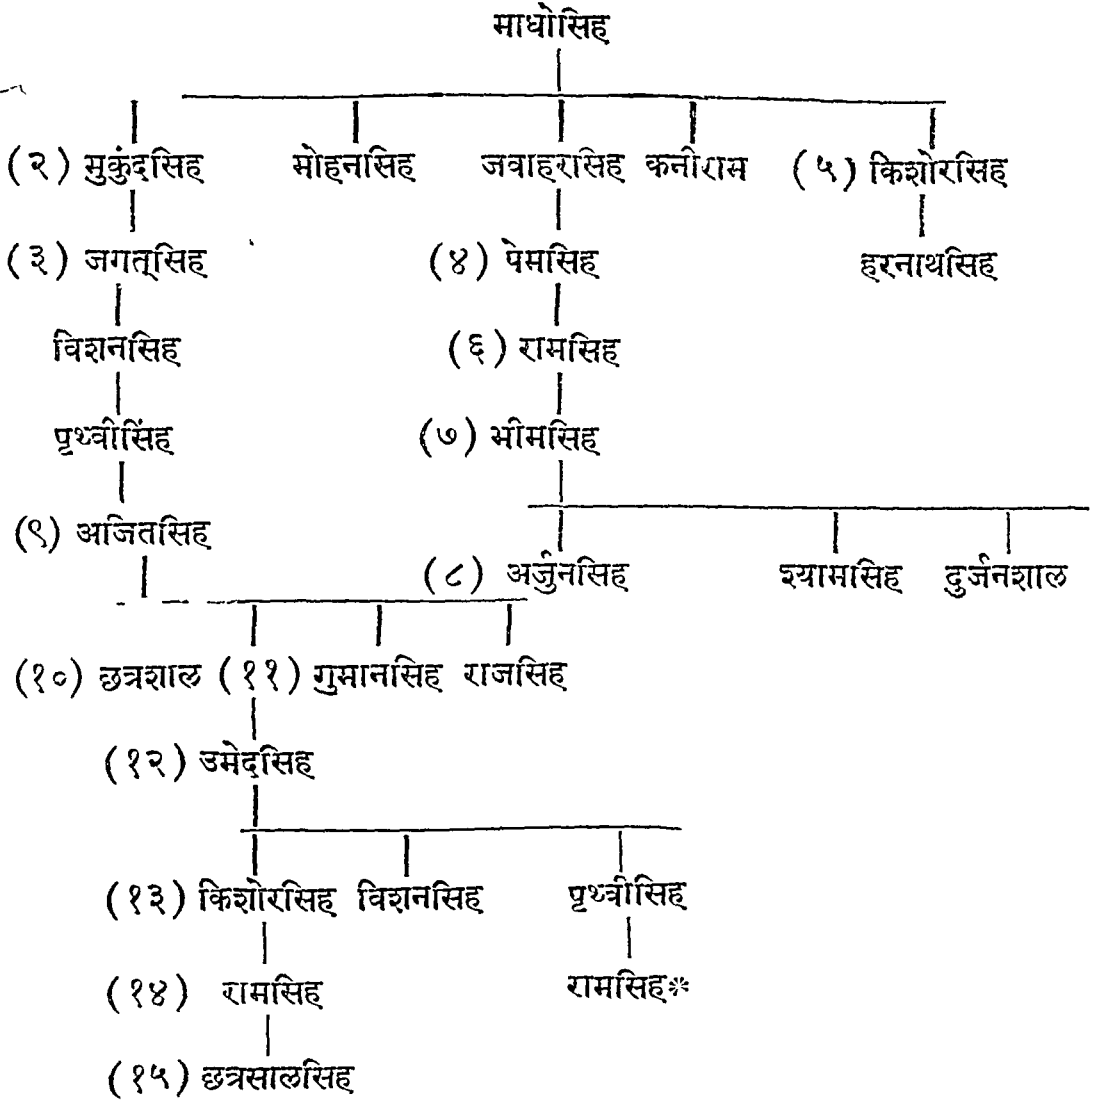 माधोसिह
(२) मुकुंदसिह मोहनसिह जवाहरसिह कनीराम (५) किशोरसिह
(३) जगत्सिह (४) पेमसिह हरनाथसिह
विशनसिह (६) रामसिह
पृथ्वीसिंह (७) भीमसिह
(९) अजितसिह
(८) अर्जुनसिह श्यामसिह दुर्जनशाल
(१०) छत्रशाल (११) गुमानसिह राजसिह
(१२) उमेदसिह
(१३) किशोरसिह विशनसिह पृथ्वीसिह
(१४) रामसिह रामसिह*
(१५) छत्रसालसिह